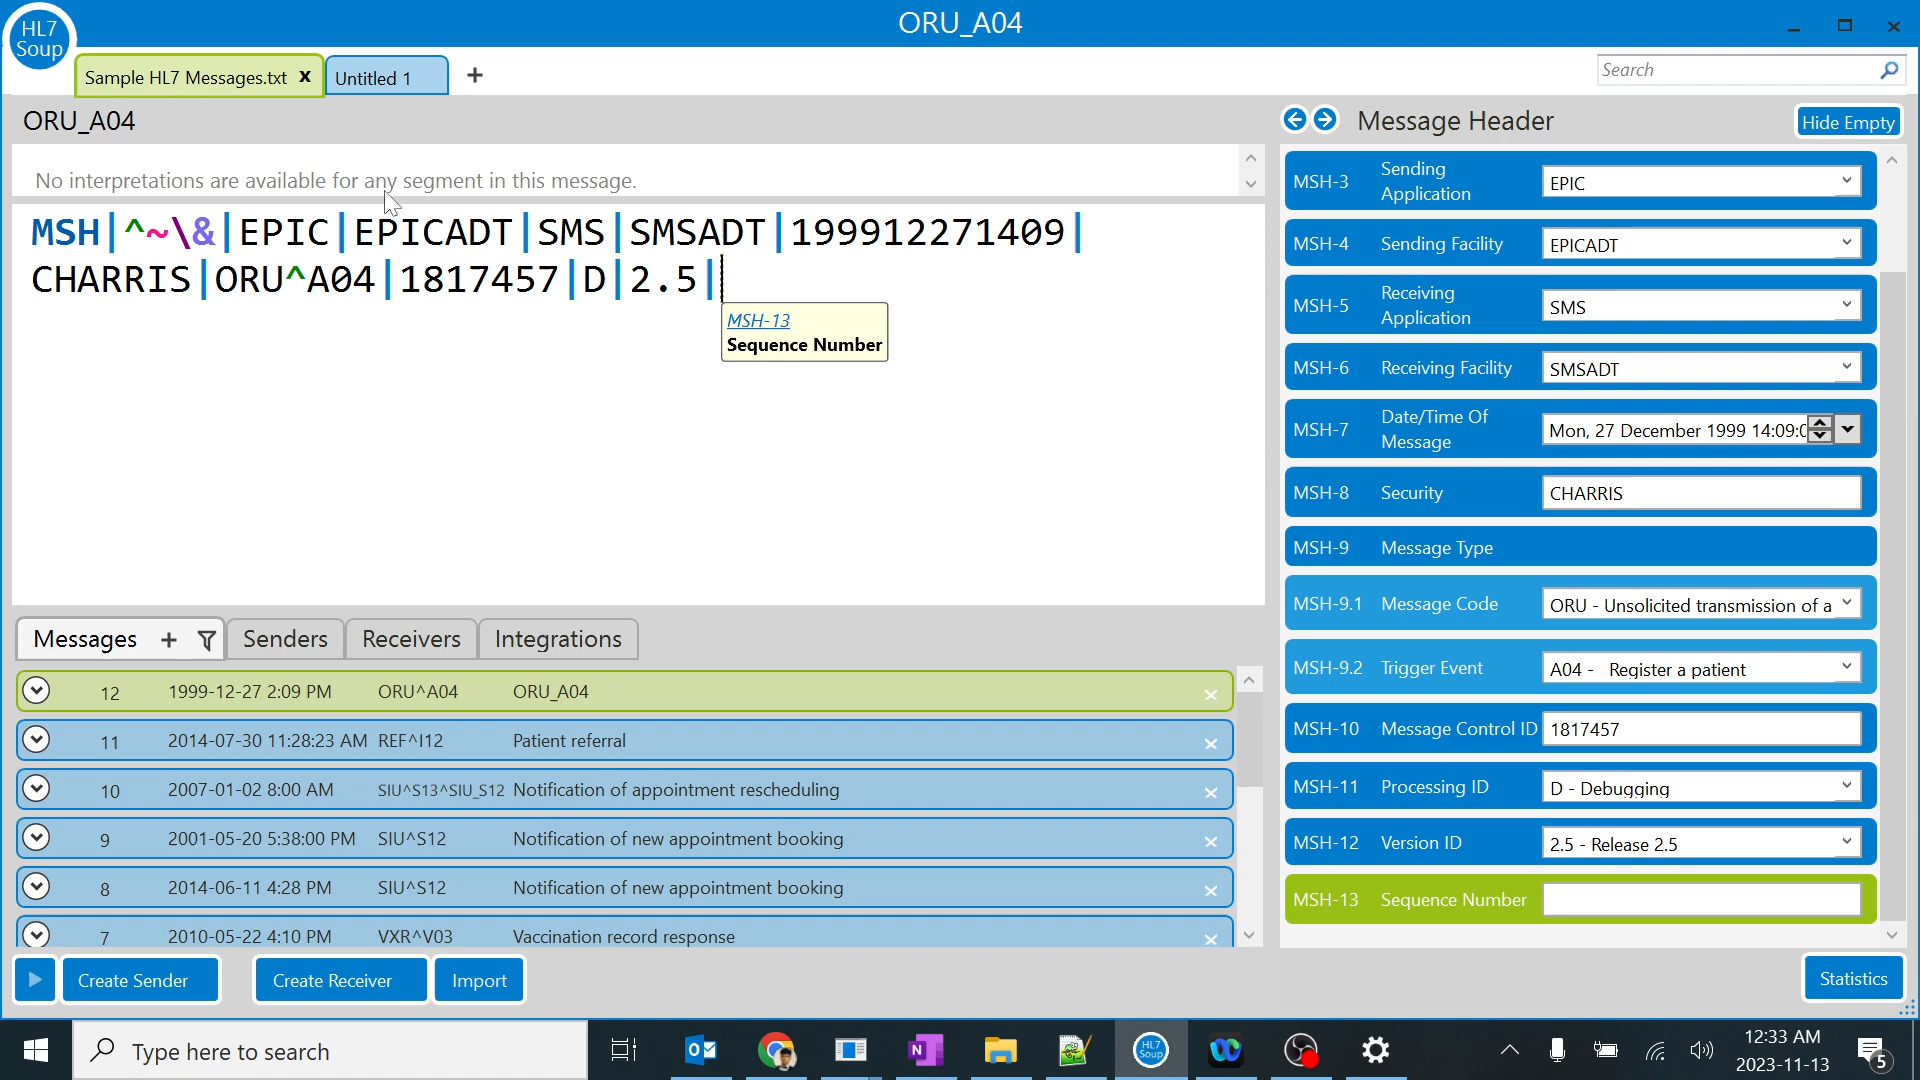 HL7
Soup
ORU_A04
Sample HL7 Messages.txt x
Untitled 1
+
Search
ORU_A04
No interpretations are available for any segment in this message.
MSH|^~\&|EPIC|EPICADT|SMS|SMSADT|199912271409|
CHARRIS|ORU^A04|1817457|D|2.5|
MSH-13
Sequence Number
Message Header
Hide Empty
MSH-3 Sending Application EPIC
MSH-4 Sending Facility EPICADT
MSH-5 Receiving Application SMS
MSH-6 Receiving Facility SMSADT
MSH-7 Date/Time Of Message Mon, 27 December 1999 14:09:0
MSH-8 Security CHARRIS
MSH-9 Message Type
MSH-9.1 Message Code ORU - Unsolicited transmission of a
MSH-9.2 Trigger Event A04 - Register a patient
MSH-10 Message Control ID 1817457
MSH-11 Processing ID D - Debugging
MSH-12 Version ID 2.5 - Release 2.5
MSH-13 Sequence Number
Messages + Senders Receivers Integrations
12 1999-12-27 2:09 PM ORU^A04 ORU_A04
11 2014-07-30 11:28:23 AM REF^I12 Patient referral
10 2007-01-02 8:00 AM SIU^S13^SIU_S12 Notification of appointment rescheduling
9 2001-05-20 5:38:00 PM SIU^S12 Notification of new appointment booking
8 2014-06-11 4:28 PM SIU^S12 Notification of new appointment booking
7 2010-05-22 4:10 PM VXR^V03 Vaccination record response
Create Sender
Create Receiver
Import
Statistics
Type here to search
HL7
Soup
12:33 AM
2023-11-13
5